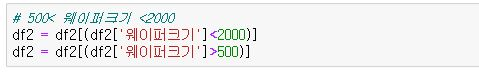 # 500< 웨이퍼크기 <2000
df2 = df2[(df2['웨이퍼크기']<2000)]
df2 = df2[(df2['웨이퍼크기']>500)]